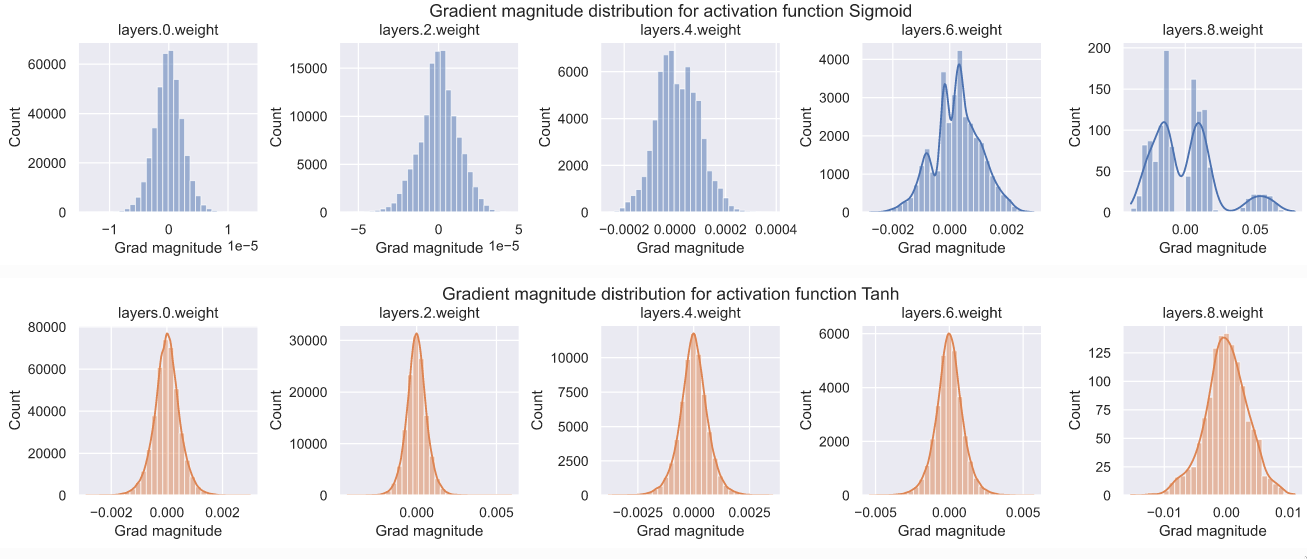 Gradient magnitude distribution for activation function Sigmoid
layers.0.weight
Count
60000
40000
20000
0
−1
0
1
Grad magnitude 1e−5
layers.2.weight
Count
15000
10000
5000
0
−5
0
5
Grad magnitude 1e−5
layers.4.weight
Count
6000
4000
2000
0
−0.0002 0.0000 0.0002 0.0004
Grad magnitude
layers.6.weight
Count
4000
3000
2000
1000
0
−0.002 0.000 0.002
Grad magnitude
layers.8.weight
Count
200
150
100
50
0
0.00 0.05
Grad magnitude
Gradient magnitude distribution for activation function Tanh
layers.0.weight
Count
80000
60000
40000
20000
0
−0.002 0.000 0.002
Grad magnitude
layers.2.weight
Count
30000
20000
10000
0
0.000 0.005
Grad magnitude
layers.4.weight
Count
10000
7500
5000
2500
0
−0.0025 0.0000 0.0025
Grad magnitude
layers.6.weight
Count
6000
4000
2000
0
−0.005 0.000 0.005
Grad magnitude
layers.8.weight
Count
125
100
75
50
25
0
−0.01 0.00 0.01
Grad magnitude